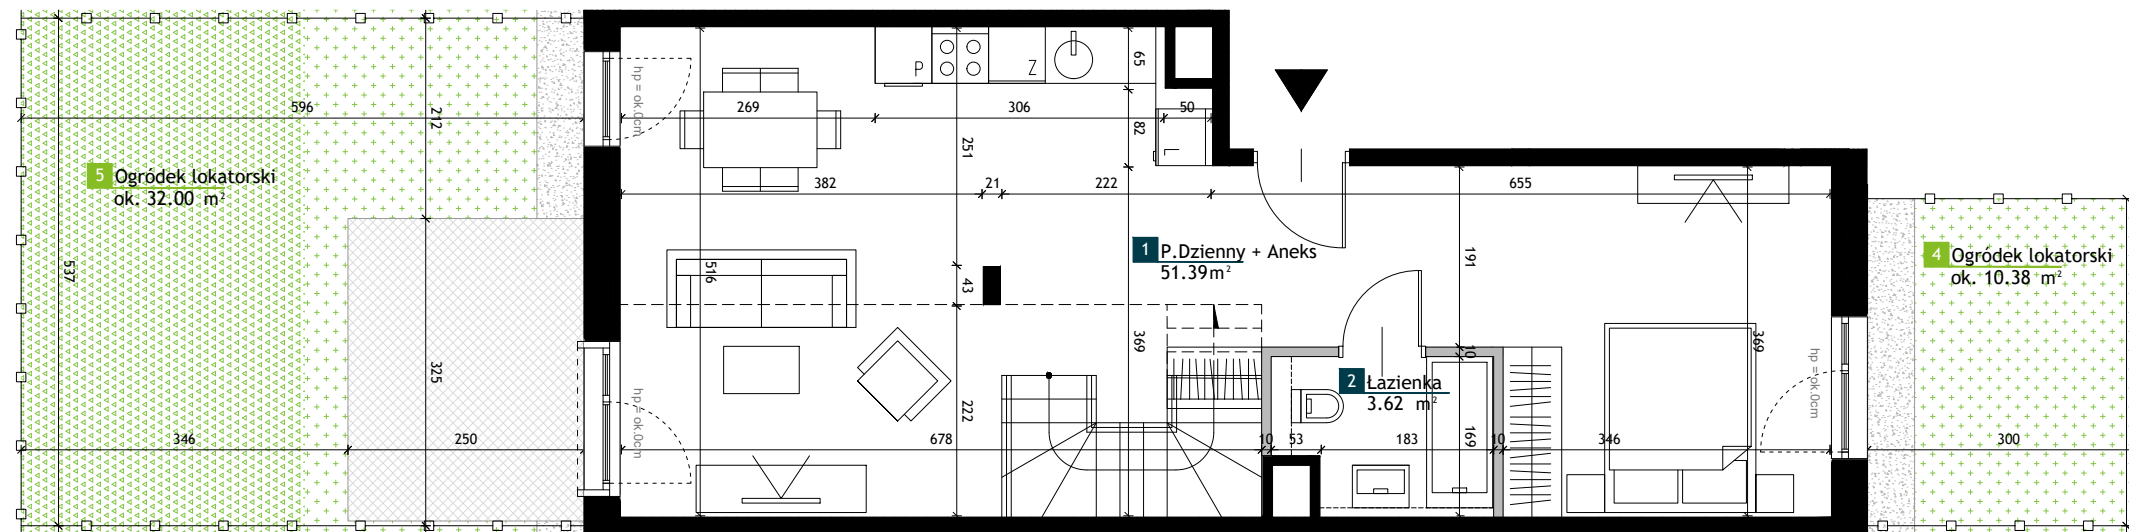 596
212
5 Ogródek lokatorski
ok. 32.00 m²
537
325
346
250
hp = ok.0cm
269
306
50
P
Z
L
65
82
251
382
21
222
655
1 P.Dzienny + Aneks
51.39m²
516
43
369
191
10
2 Łazienka
3.62 m²
222
678
10
53
183
169
10
346
369
hp = ok.0cm
hp = ok.0cm
4 Ogródek lokatorski
ok. 10.38 m²
300